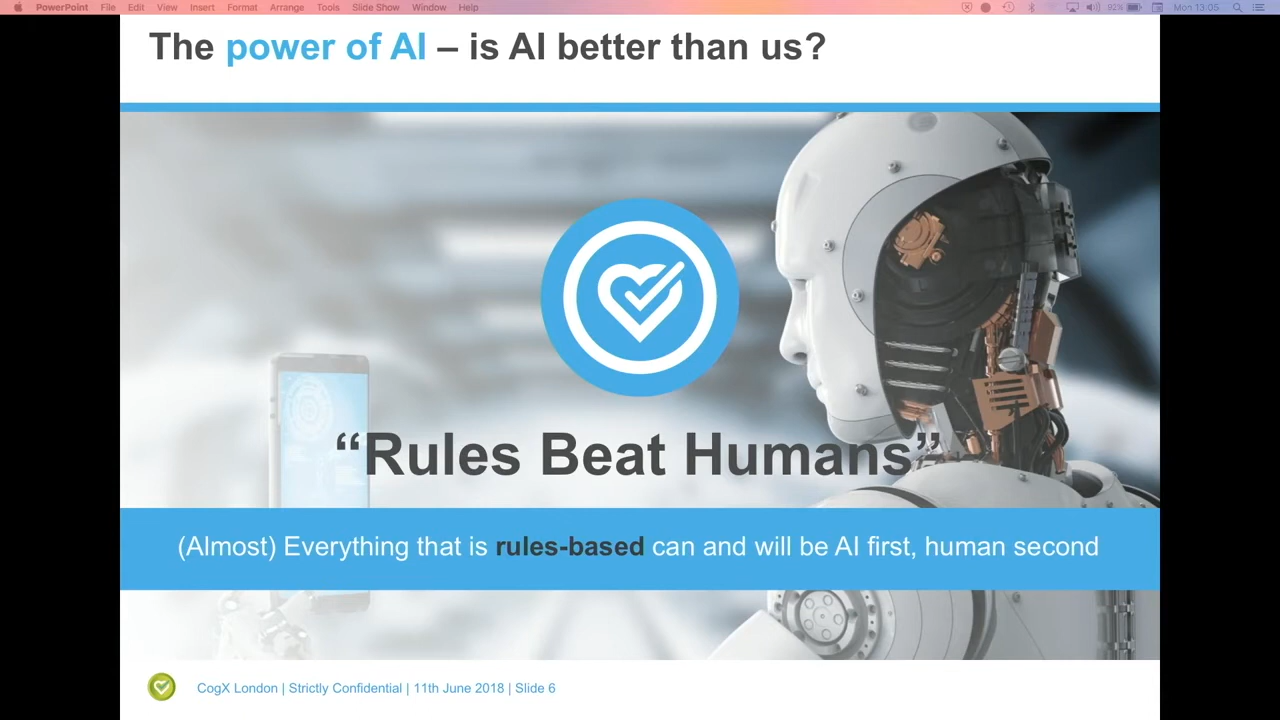 PowerPoint File Edit View Insert Format Arrange Tools Slide Show Window Help 92% Mon 13:05
The power of AI – is AI better than us?
“Rules Beat Humans”
(Almost) Everything that is rules-based can and will be AI first, human second
CogX London | Strictly Confidential | 11th June 2018 | Slide 6